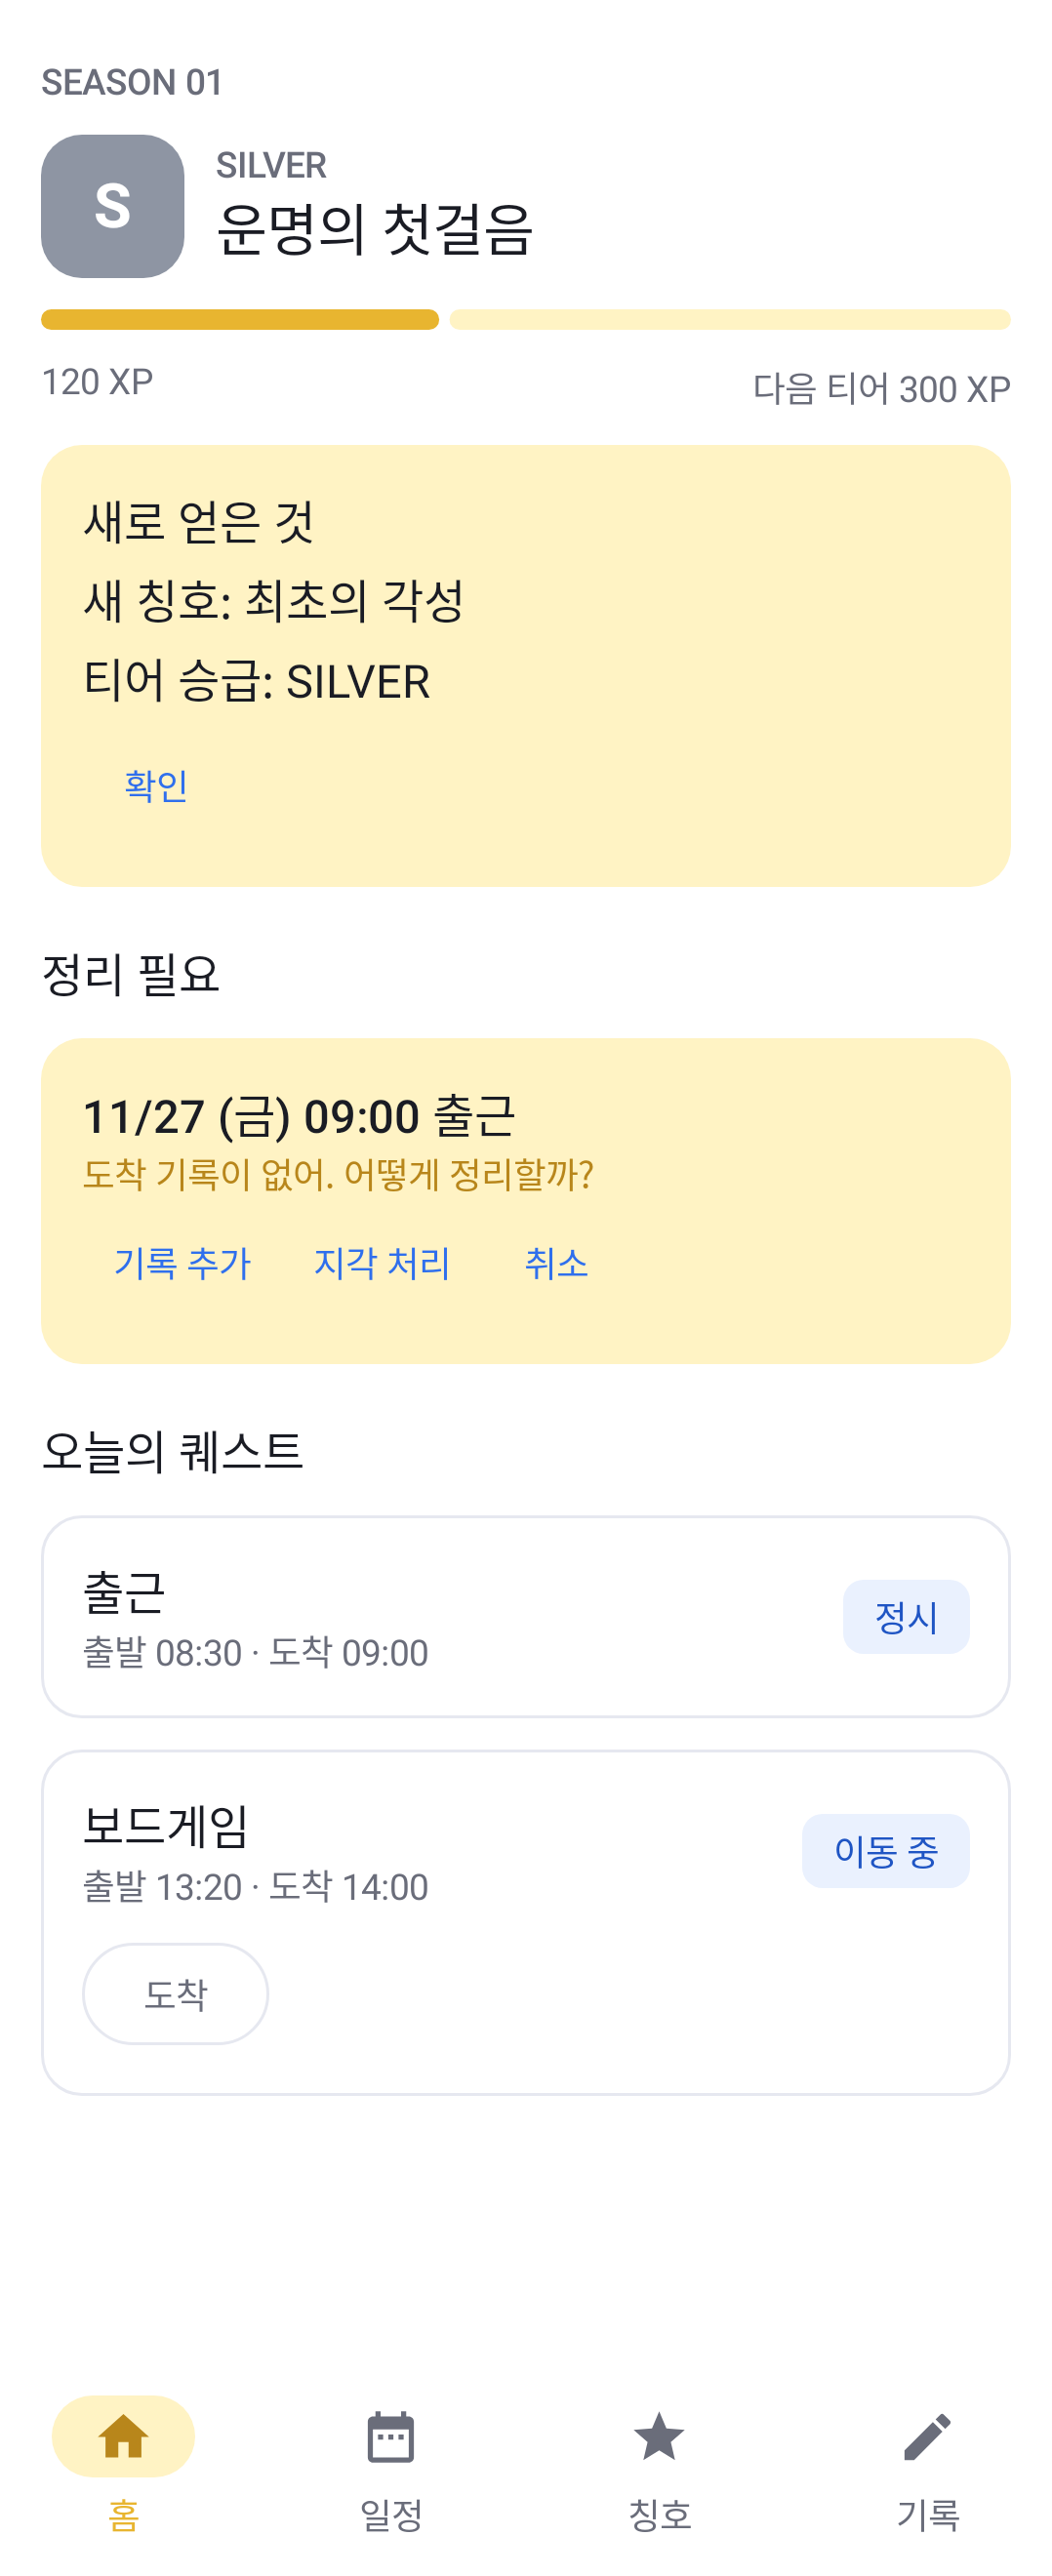 SEASON 01
S
SILVER
운명의 첫걸음
120 XP
다음 티어 300 XP
새로 얻은 것
새 칭호: 최초의 각성
티어 승급: SILVER
확인
정리 필요
11/27 (금) 09:00 출근
도착 기록이 없어. 어떻게 정리할까?
기록 추가 지각 처리 취소
오늘의 퀘스트
출근
출발 08:30 · 도착 09:00
정시
보드게임
출발 13:20 · 도착 14:00
이동 중
도착
홈 일정 칭호 기록